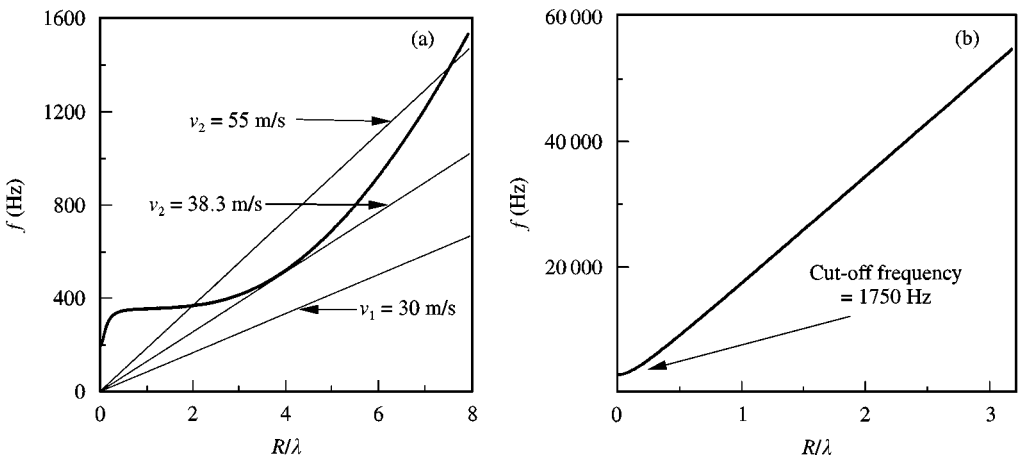 (a)
1600
1200
800
400
0
f (Hz)
v₂ = 55 m/s
v₂ = 38.3 m/s
v₁ = 30 m/s
0 2 4 6 8
R/λ
(b)
60 000
40 000
20 000
f (Hz)
Cut-off frequency
= 1750 Hz
0 1 2 3
R/λ